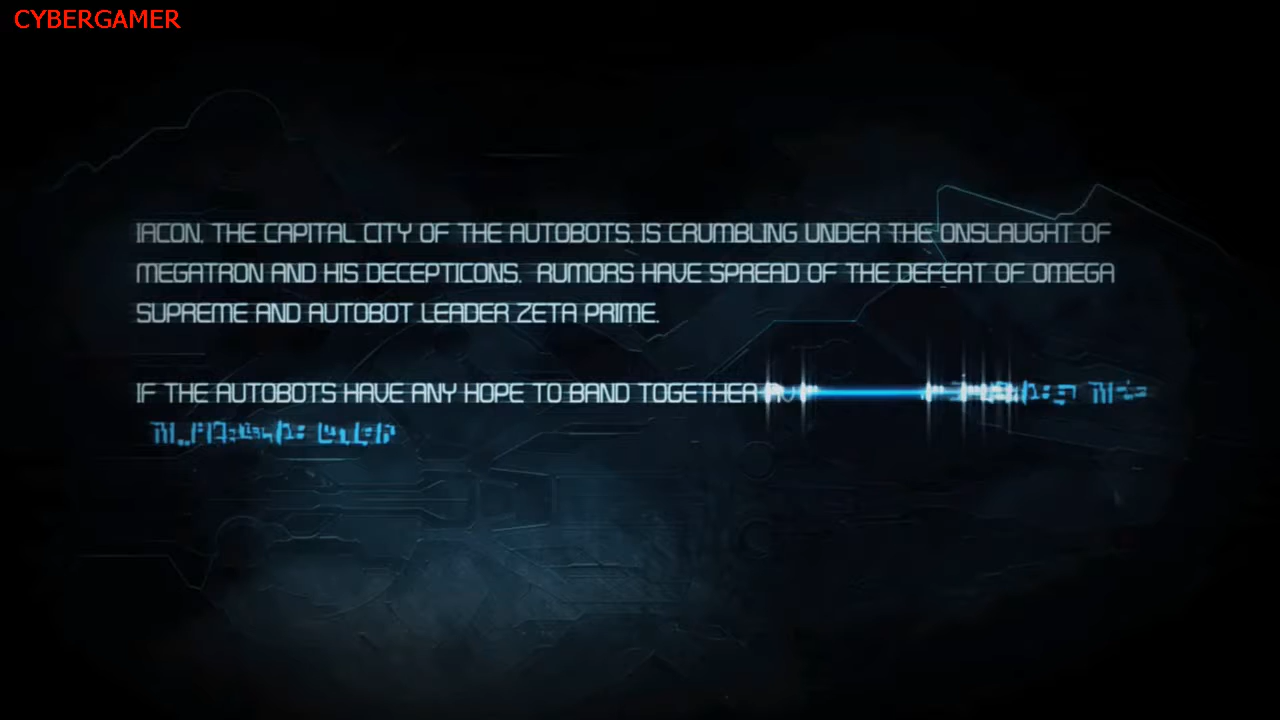 CYBERGAMER
IACON, THE CAPITAL CITY OF THE AUTOBOTS, IS CRUMBLING UNDER THE ONSLAUGHT OF
MEGATRON AND HIS DECEPTICONS. RUMORS HAVE SPREAD OF THE DEFEAT OF OMEGA
SUPREME AND AUTOBOT LEADER ZETA PRIME.
IF THE AUTOBOTS HAVE ANY HOPE TO BAND TOGETHER